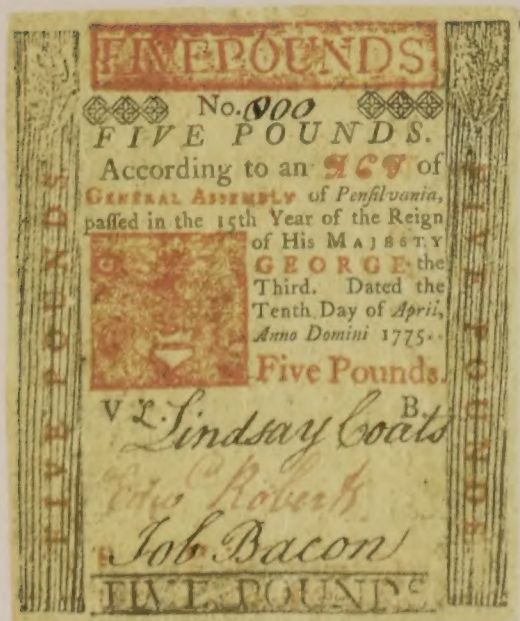 FIVE POUNDS.
No. 000
FIVE POUNDS.
According to an ACT of
GENERAL ASSEMBLY of Penſilvania,
paſſed in the 15th Year of the Reign
of His MAJESTY
GEORGE the
Third. Dated the
Tenth Day of April,
Anno Domini 1775.
Five Pounds.
V £. B.
Lindsay Coats
Roberts
Job Bacon
FIVE POUNDS
FIVE POUNDS
FIVE POUNDS